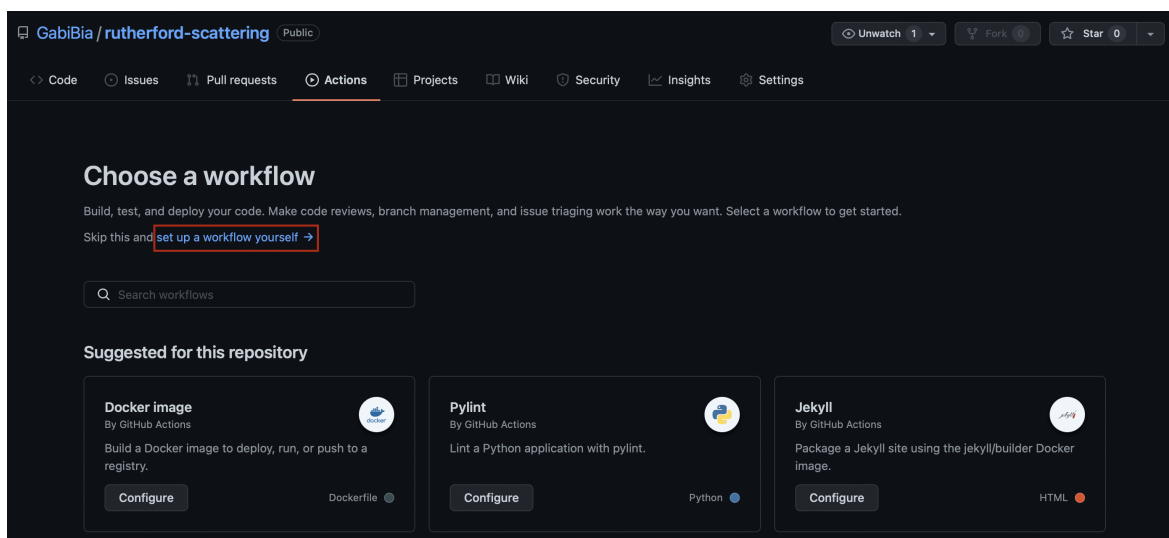 GabiBia / rutherford-scattering Public
Unwatch 1
Fork 0
Star 0
Code Issues Pull requests Actions Projects Wiki Security Insights Settings
Choose a workflow
Build, test, and deploy your code. Make code reviews, branch management, and issue triaging work the way you want. Select a workflow to get started.
Skip this and set up a workflow yourself →
Search workflows
Suggested for this repository
Docker image
By GitHub Actions
docker
Build a Docker image to deploy, run, or push to a
registry.
Configure
Dockerfile
Pylint
By GitHub Actions
Lint a Python application with pylint.
Configure
Python
Jekyll
By GitHub Actions
jekyll
Package a Jekyll site using the jekyll/builder Docker
image.
Configure
HTML